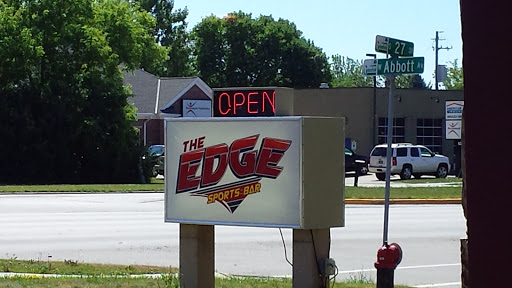 OPEN
THE
EDGE
SPORTS BAR
27
Abbott